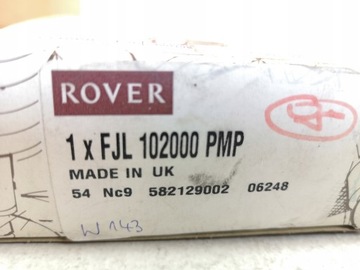 ROVER
1 x FJL 102000 PMP
MADE IN UK
54 Nc9 582129002 06248
W 143